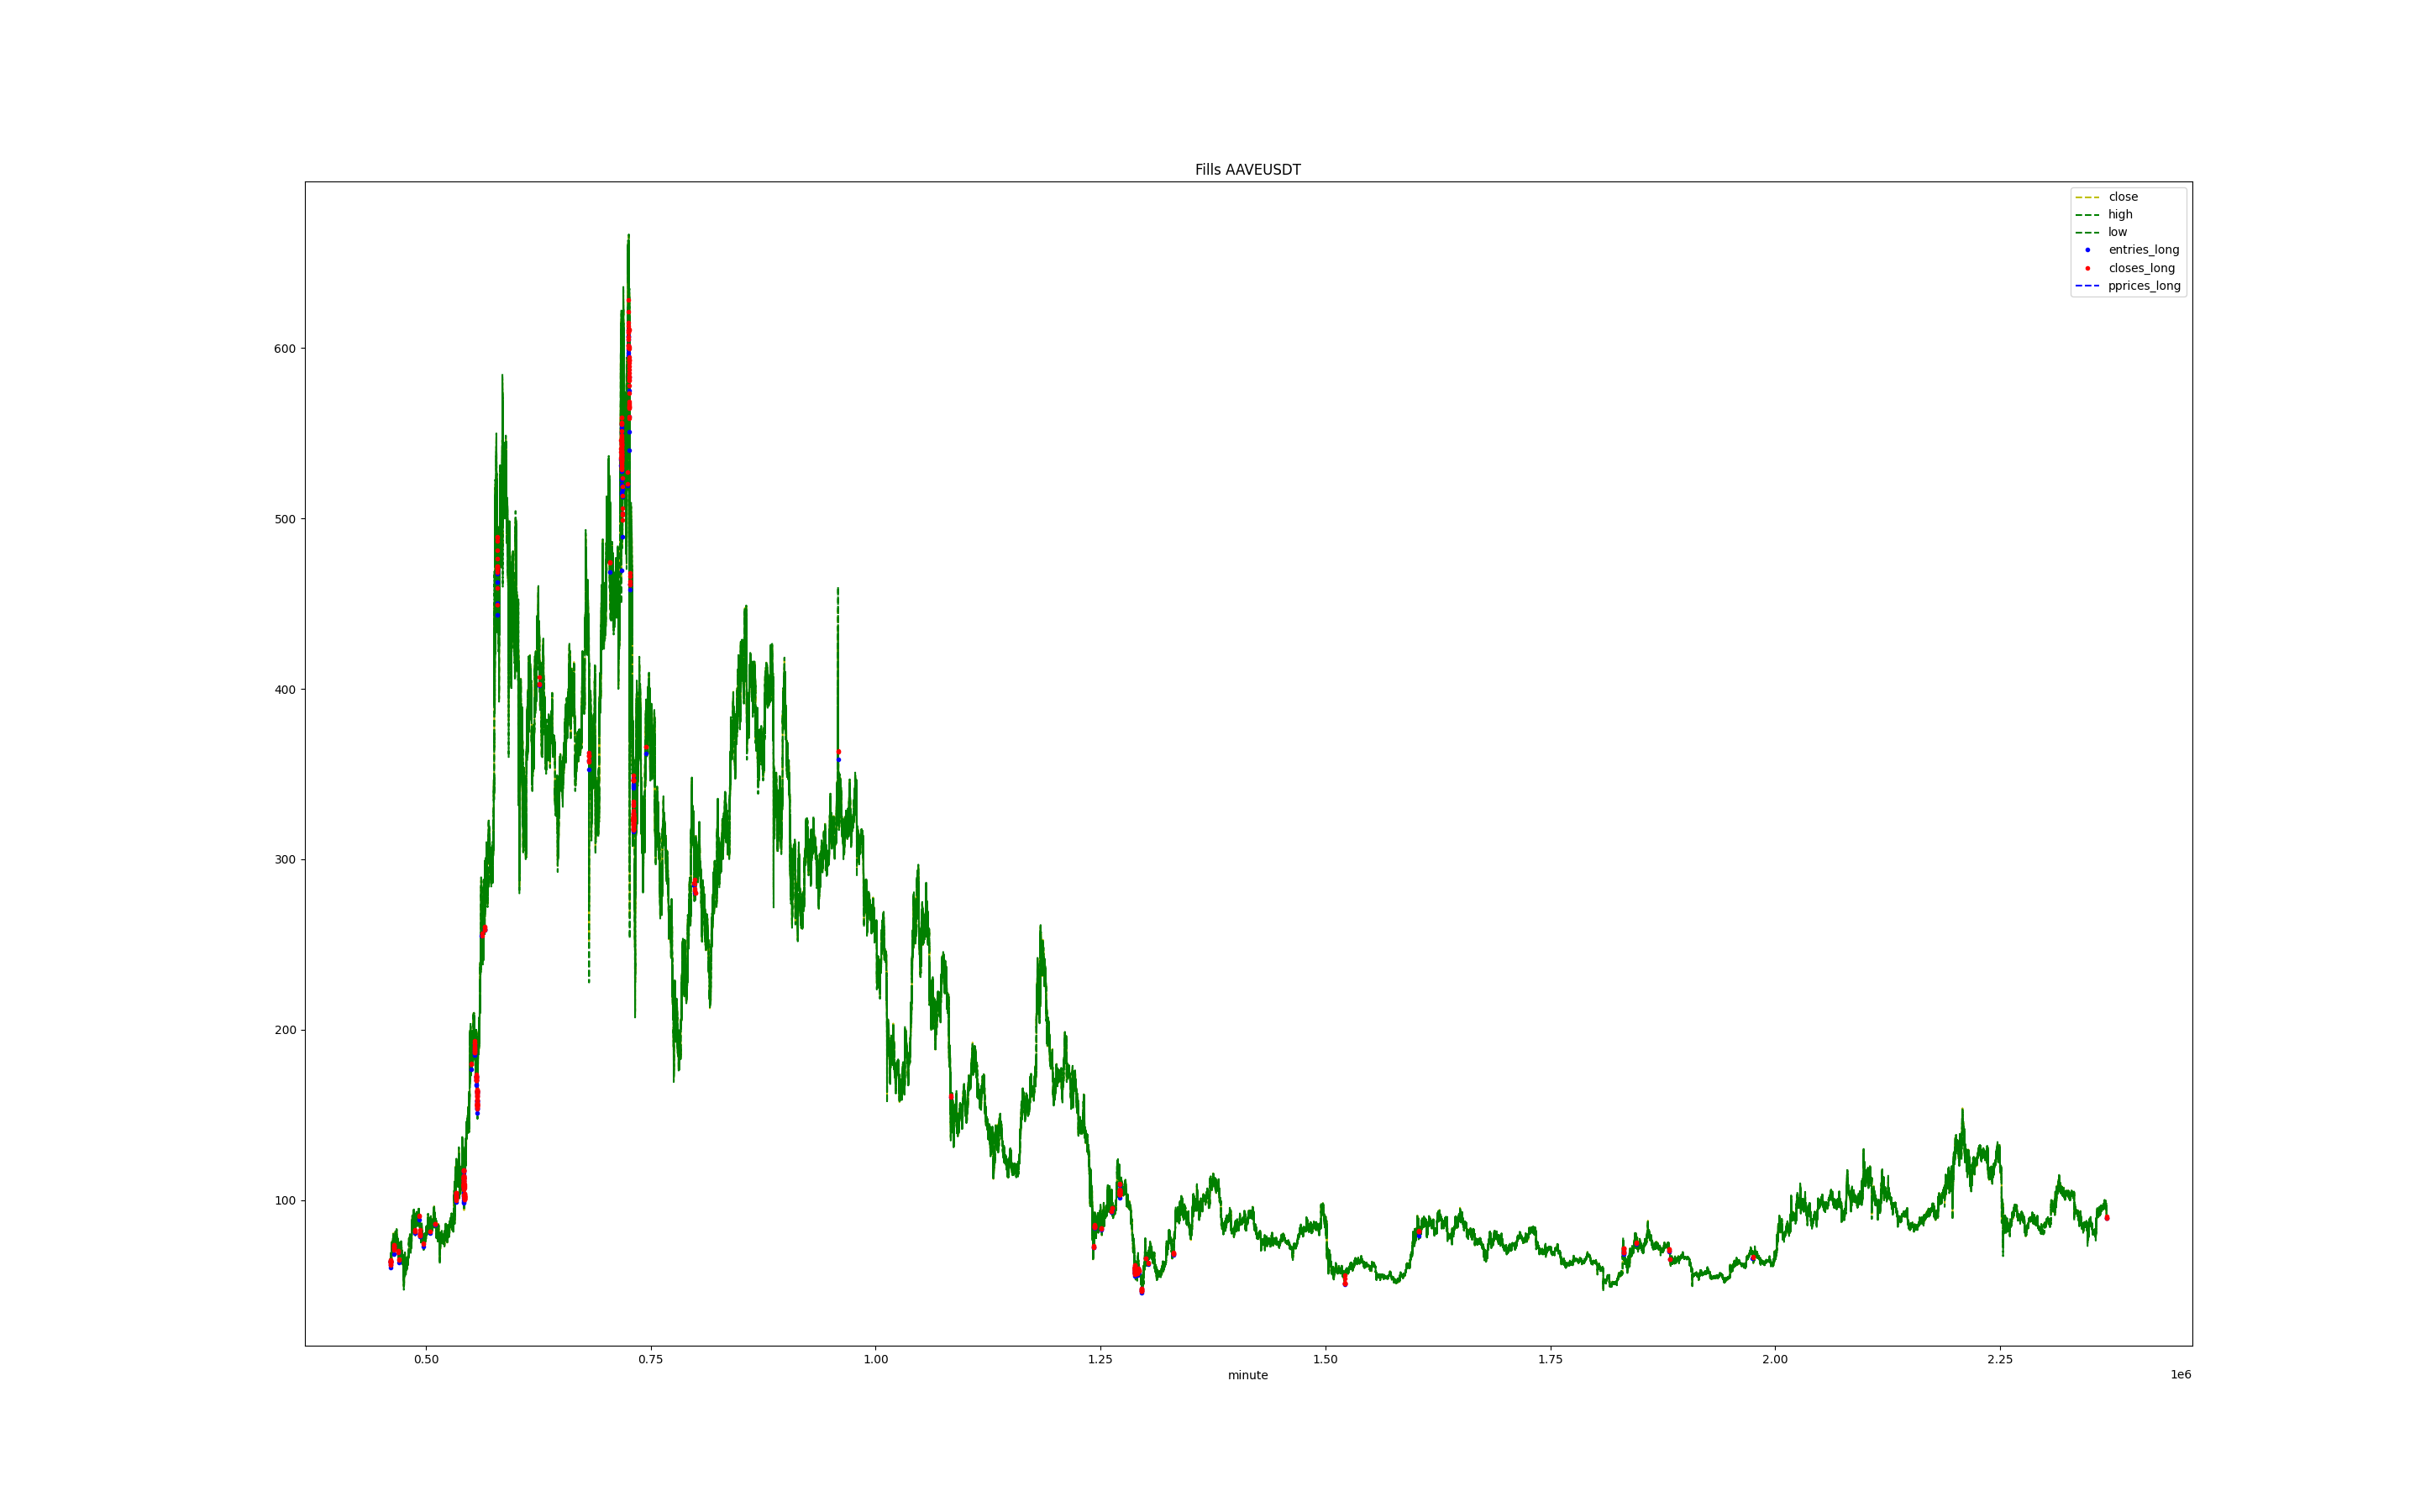 Fills AAVEUSDT
close
high
low
entries_long
closes_long
pprices_long
600
500
400
300
200
100
0.50 0.75 1.00 1.25 1.50 1.75 2.00 2.25
minute 1e6